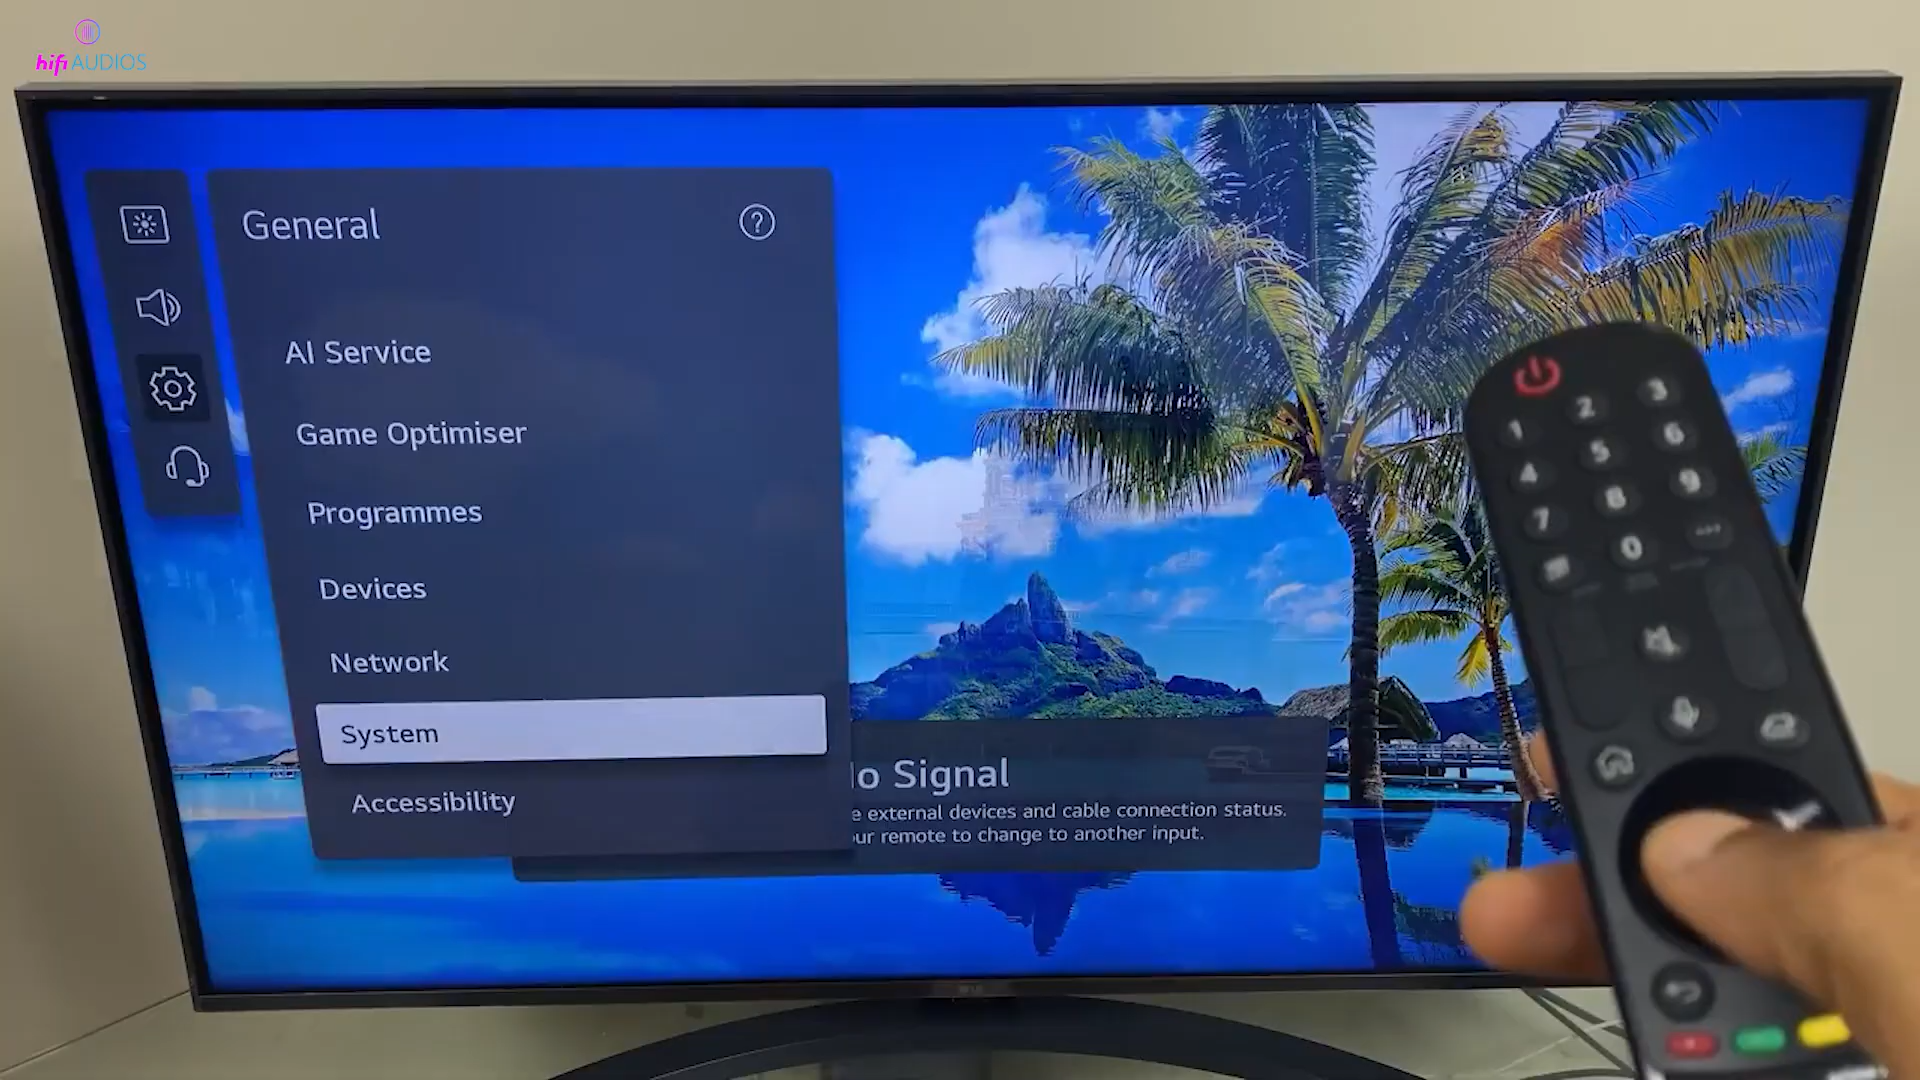 hifi AUDIOS
General
?
AI Service
Game Optimiser
Programmes
Devices
Network
System
Accessibility
o Signal
e external devices and cable connection status.
ur remote to change to another input.
1 2 3
4 5 6
7 8 9
0